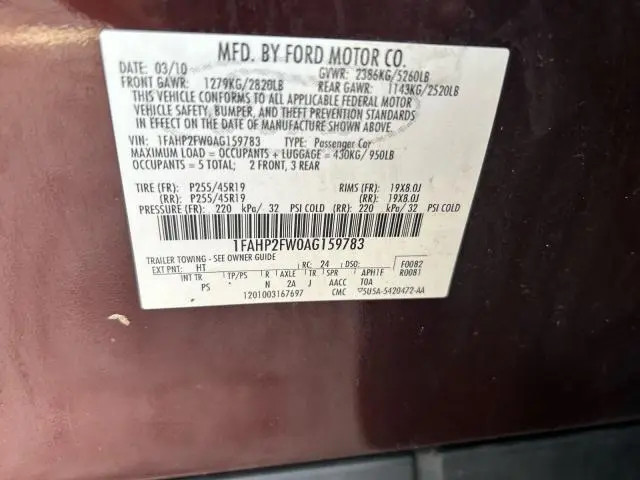 MFD. BY FORD MOTOR CO.
DATE: 03/10 GVWR: 2386KG/5260LB
FRONT GAWR: 1279KG/2820LB REAR GAWR: 1143KG/2520LB
THIS VEHICLE CONFORMS TO ALL APPLICABLE FEDERAL MOTOR
VEHICLE SAFETY, BUMPER, AND THEFT PREVENTION STANDARDS
IN EFFECT ON THE DATE OF MANUFACTURE SHOWN ABOVE.
VIN: 1FAHP2FW0AG159783 TYPE: Passenger Car
MAXIMUM LOAD = OCCUPANTS + LUGGAGE = 430KG/950LB
OCCUPANTS = 5 TOTAL; 2 FRONT, 3 REAR
TIRE (FR): P255/45R19 RIMS (FR): 19X8.0J
(RR): P255/45R19 (RR): 19X8.0J
PRESSURE (FR): 220 kPa/ 32 PSI COLD (RR): 220 kPa/ 32 PSI COLD
1FAHP2FW0AG159783
TRAILER TOWING - SEE OWNER GUIDE
EXT PNT: HT RC: 24 DSO: F0082
R0081
INT TR TP/PS R AXLE TR SPR APH1F
PS N 2A J AACC T0A
1201003167697 CMC 5U5A-5420472-AA